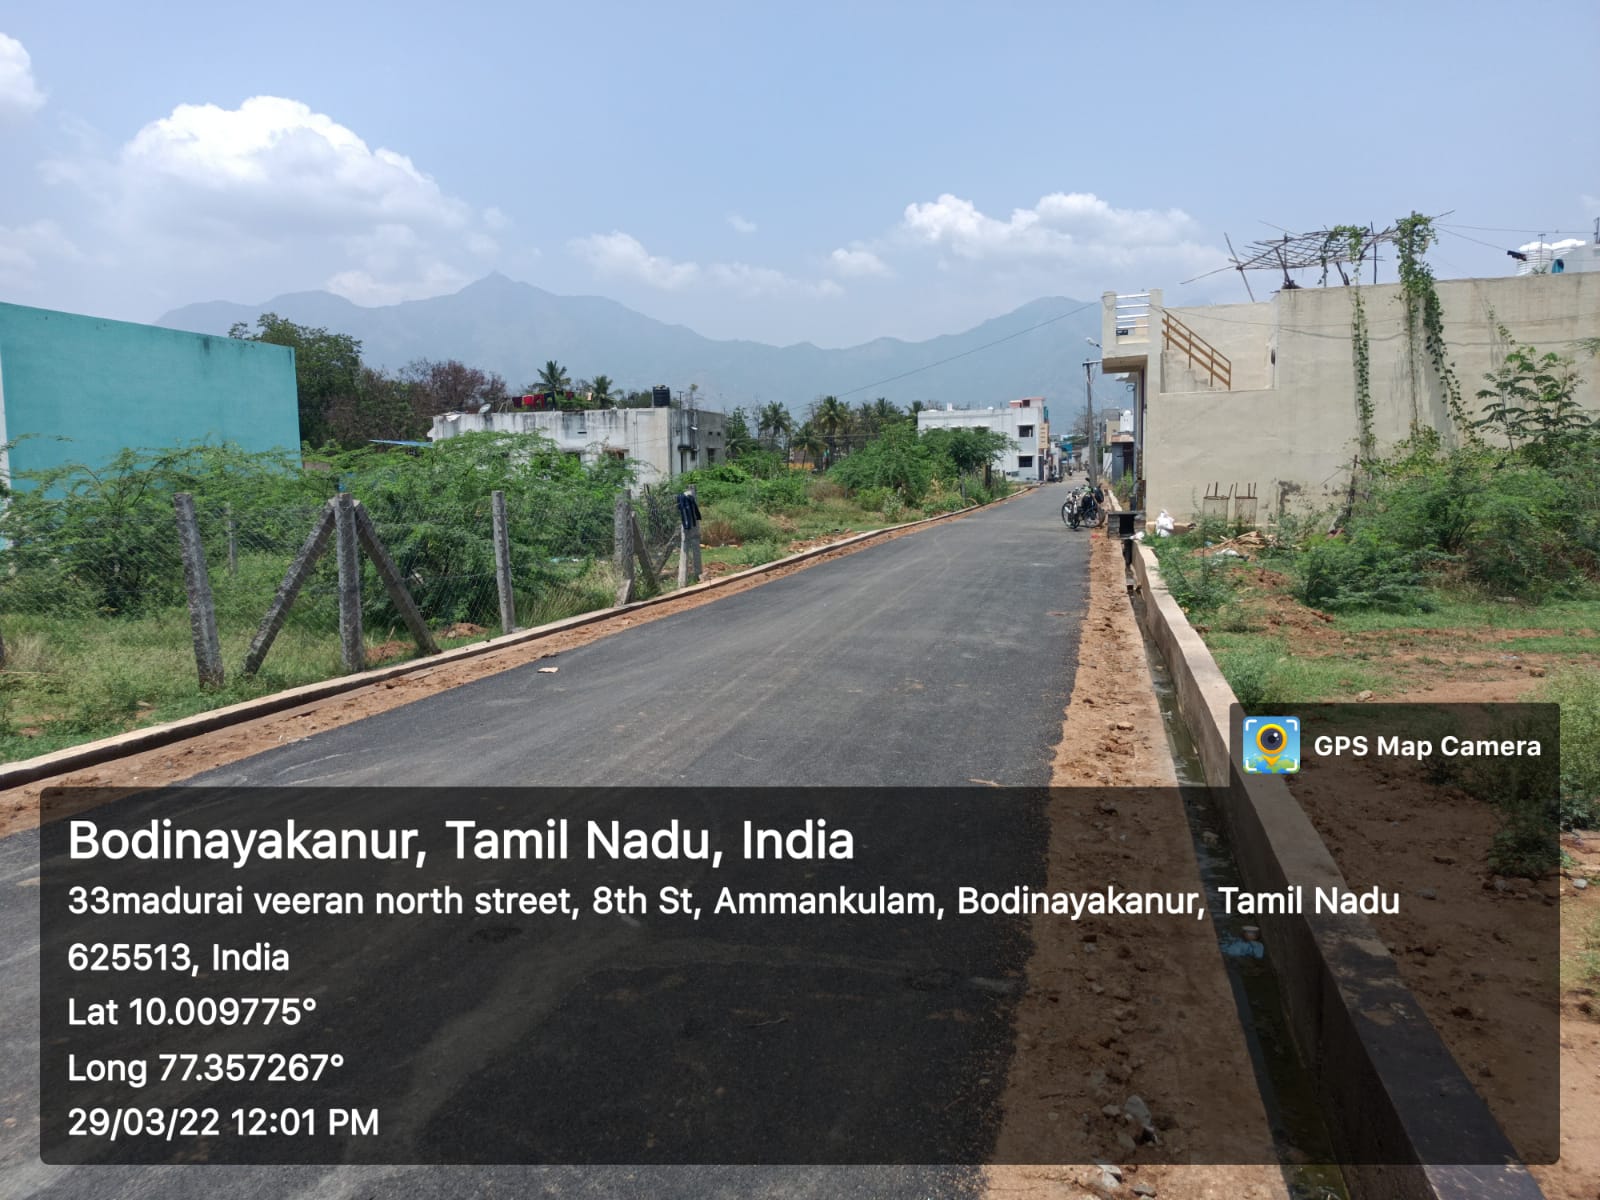 GPS Map Camera
Bodinayakanur, Tamil Nadu, India
33madurai veeran north street, 8th St, Ammankulam, Bodinayakanur, Tamil Nadu
625513, India
Lat 10.009775°
Long 77.357267°
29/03/22 12:01 PM